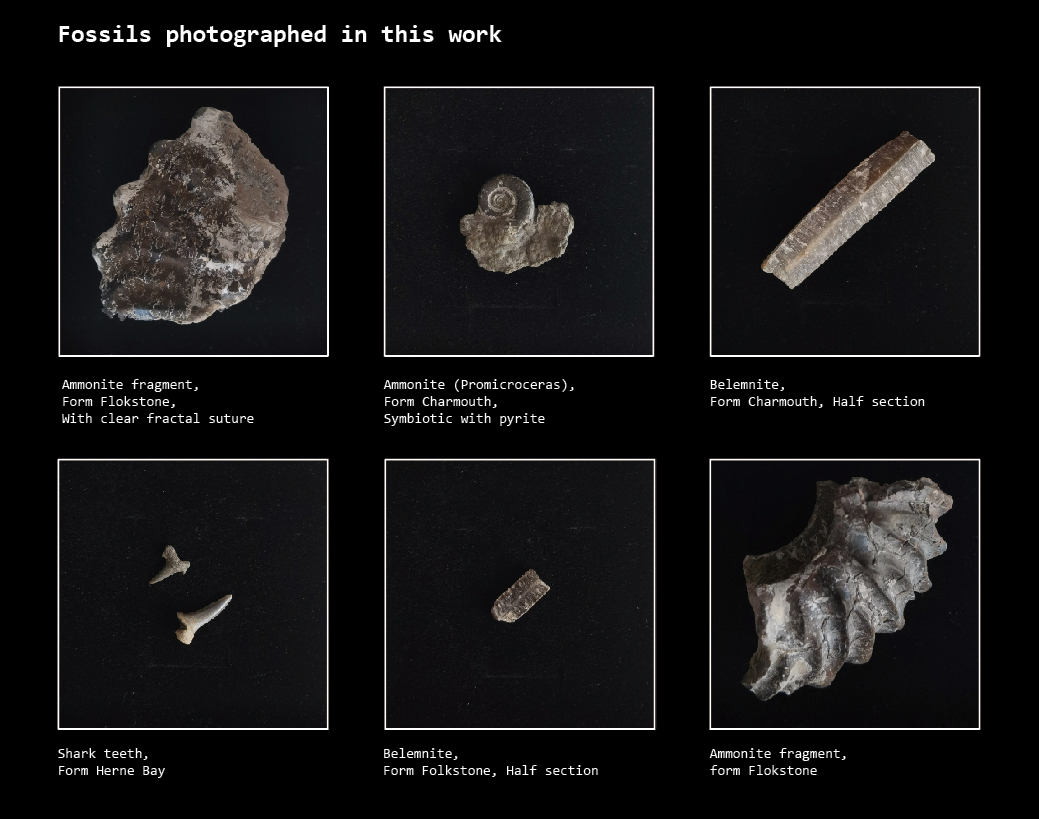 Fossils photographed in this work
Ammonite fragment,
Form Flokstone,
With clear fractal suture
Ammonite (Promicroceras),
Form Charmouth,
Symbiotic with pyrite
Belemnite,
Form Charmouth, Half section
Shark teeth,
Form Herne Bay
Belemnite,
Form Folkstone, Half section
Ammonite fragment,
form Flokstone